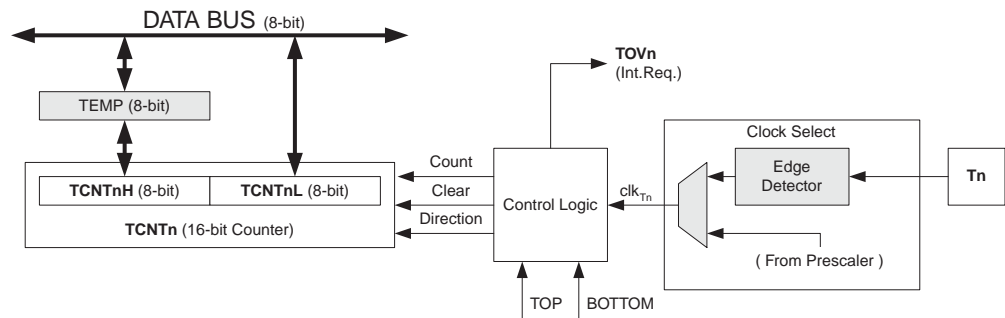 DATA BUS (8-bit)
TOVn
(Int.Req.)
TEMP (8-bit)
Clock Select
Count
Edge
Detector
Tn
TCNTnH (8-bit) TCNTnL (8-bit)
Clear
Control Logic
clkTn
TCNTn (16-bit Counter)
Direction
( From Prescaler )
TOP
BOTTOM